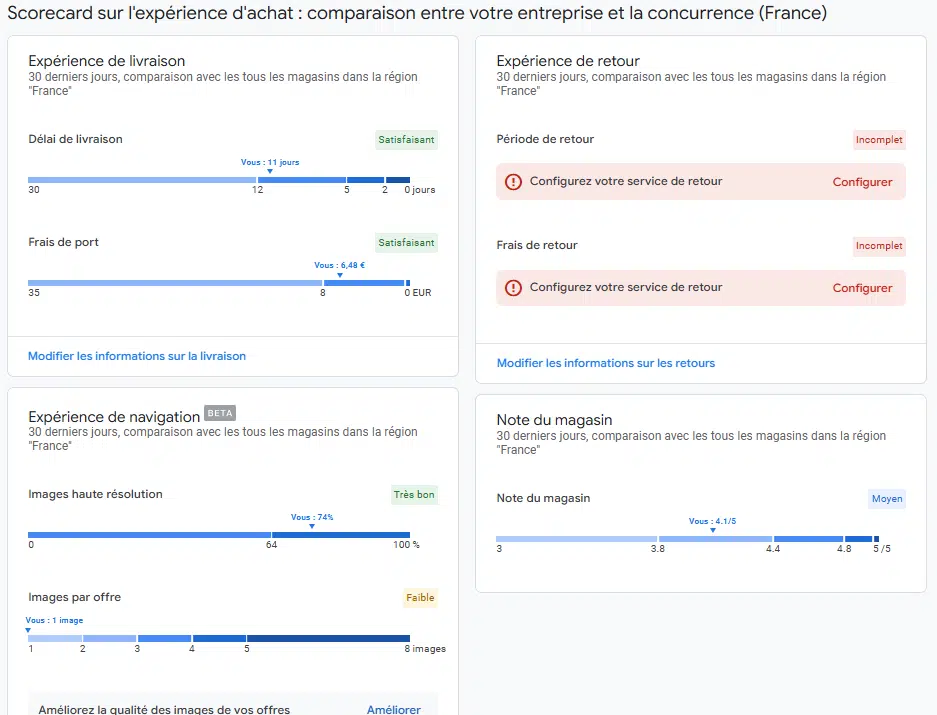 Scorecard sur l'expérience d'achat : comparaison entre votre entreprise et la concurrence (France)
Expérience de livraison
30 derniers jours, comparaison avec les tous les magasins dans la région
"France"
Délai de livraison
Satisfaisant
Vous : 11 jours
30
12
5
2
0 jours
Frais de port
Satisfaisant
Vous : 6,48 €
35
8
0 EUR
Modifier les informations sur la livraison
Expérience de retour
30 derniers jours, comparaison avec les tous les magasins dans la région
"France"
Période de retour
Incomplet
Configurez votre service de retour
Configurer
Frais de retour
Incomplet
Configurez votre service de retour
Configurer
Modifier les informations sur les retours
Expérience de navigation BETA
30 derniers jours, comparaison avec les tous les magasins dans la région
"France"
Images haute résolution
Très bon
Vous : 74%
0
64
100 %
Images par offre
Faible
Vous : 1 image
1
2
3
4
5
8 images
Améliorez la qualité des images de vos offres
Améliorer
Note du magasin
30 derniers jours, comparaison avec les tous les magasins dans la région
"France"
Note du magasin
Moyen
Vous : 4.1/5
3
3.8
4.4
4.8
5 /5